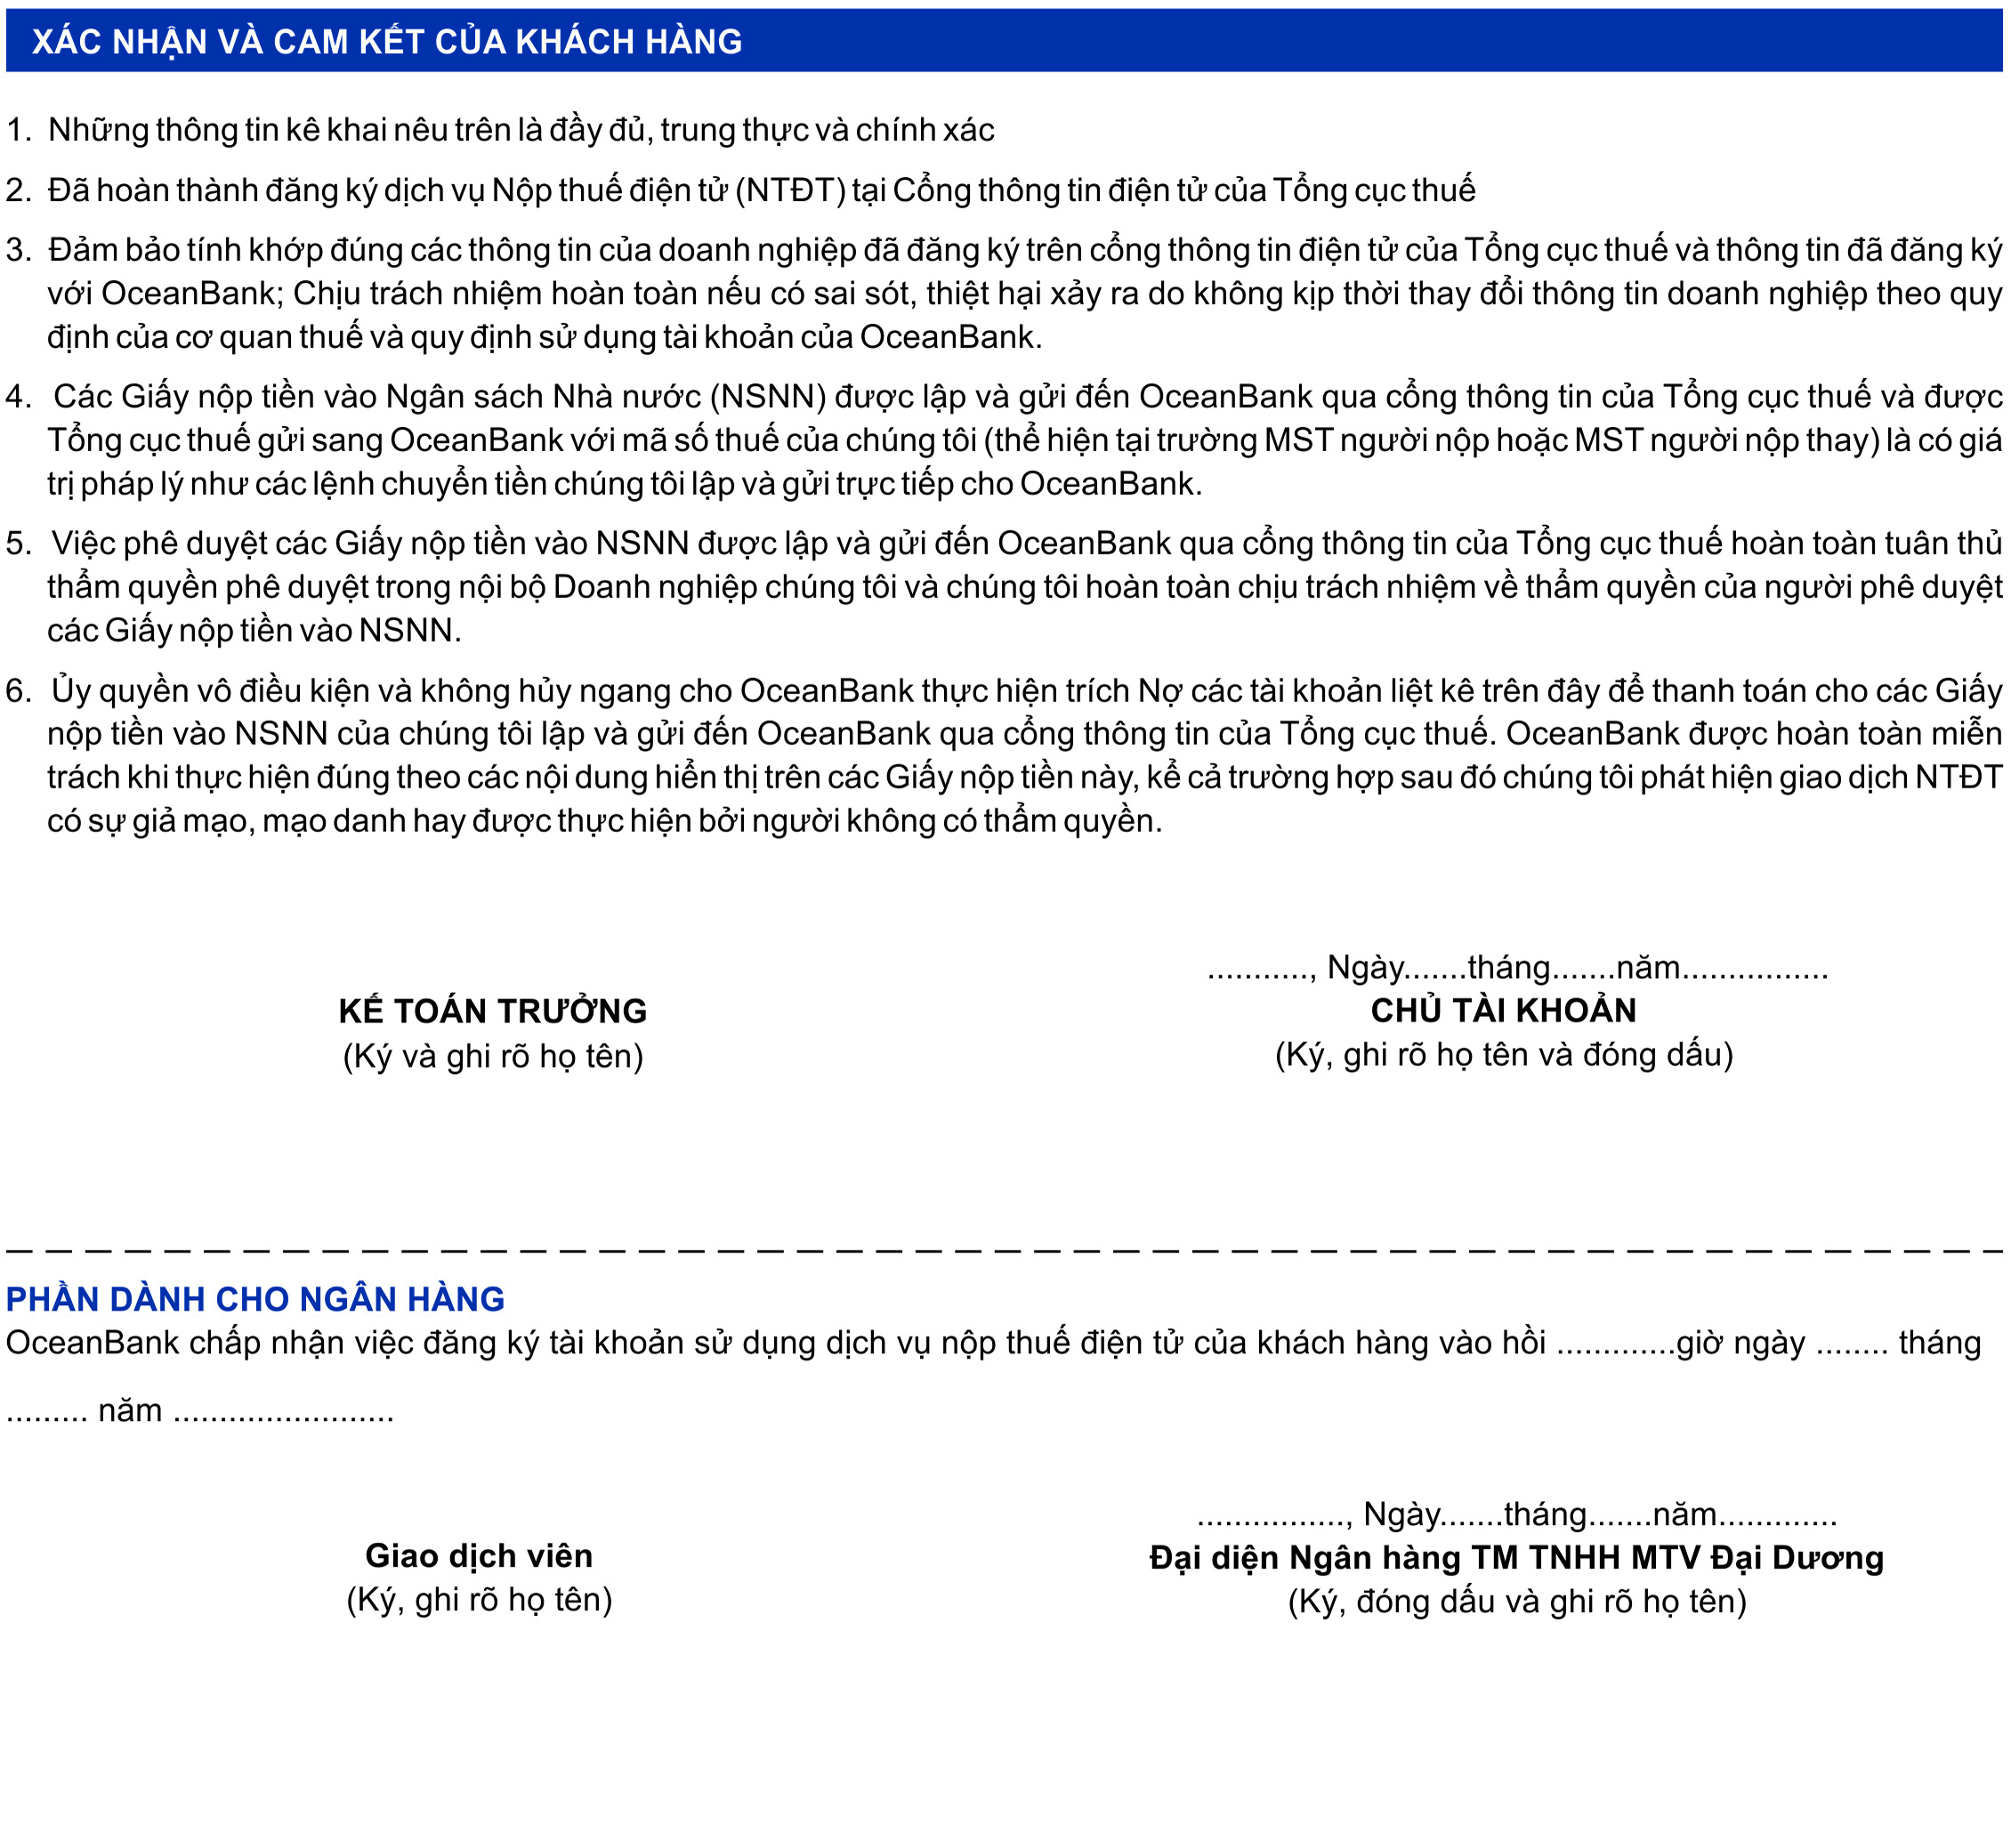 XÁC NHẬN VÀ CAM KẾT CỦA KHÁCH HÀNG
1. Những thông tin kê khai nêu trên là đầy đủ, trung thực và chính xác
2. Đã hoàn thành đăng ký dịch vụ Nộp thuế điện tử (NTĐT) tại Cổng thông tin điện tử của Tổng cục thuế
3. Đảm bảo tính khớp đúng các thông tin của doanh nghiệp đã đăng ký trên cổng thông tin điện tử của Tổng cục thuế và thông tin đã đăng ký
với OceanBank; Chịu trách nhiệm hoàn toàn nếu có sai sót, thiệt hại xảy ra do không kịp thời thay đổi thông tin doanh nghiệp theo quy
định của cơ quan thuế và quy định sử dụng tài khoản của OceanBank.
4. Các Giấy nộp tiền vào Ngân sách Nhà nước (NSNN) được lập và gửi đến OceanBank qua cổng thông tin của Tổng cục thuế và được
Tổng cục thuế gửi sang OceanBank với mã số thuế của chúng tôi (thể hiện tại trường MST người nộp hoặc MST người nộp thay) là có giá
trị pháp lý như các lệnh chuyển tiền chúng tôi lập và gửi trực tiếp cho OceanBank.
5. Việc phê duyệt các Giấy nộp tiền vào NSNN được lập và gửi đến OceanBank qua cổng thông tin của Tổng cục thuế hoàn toàn tuân thủ
thẩm quyền phê duyệt trong nội bộ Doanh nghiệp chúng tôi và chúng tôi hoàn toàn chịu trách nhiệm về thẩm quyền của người phê duyệt
các Giấy nộp tiền vào NSNN.
6. Ủy quyền vô điều kiện và không hủy ngang cho OceanBank thực hiện trích Nợ các tài khoản liệt kê trên đây để thanh toán cho các Giấy
nộp tiền vào NSNN của chúng tôi lập và gửi đến OceanBank qua cổng thông tin của Tổng cục thuế. OceanBank được hoàn toàn miễn
trách khi thực hiện đúng theo các nội dung hiển thị trên các Giấy nộp tiền này, kể cả trường hợp sau đó chúng tôi phát hiện giao dịch NTĐT
có sự giả mạo, mạo danh hay được thực hiện bởi người không có thẩm quyền.
..........., Ngày.......tháng.......năm................
KẾ TOÁN TRƯỞNG
(Ký và ghi rõ họ tên)
CHỦ TÀI KHOẢN
(Ký, ghi rõ họ tên và đóng dấu)
PHẦN DÀNH CHO NGÂN HÀNG
OceanBank chấp nhận việc đăng ký tài khoản sử dụng dịch vụ nộp thuế điện tử của khách hàng vào hồi .............giờ ngày ........ tháng
......... năm ........................
................, Ngày.......tháng.......năm.............
Giao dịch viên
(Ký, ghi rõ họ tên)
Đại diện Ngân hàng TM TNHH MTV Đại Dương
(Ký, đóng dấu và ghi rõ họ tên)